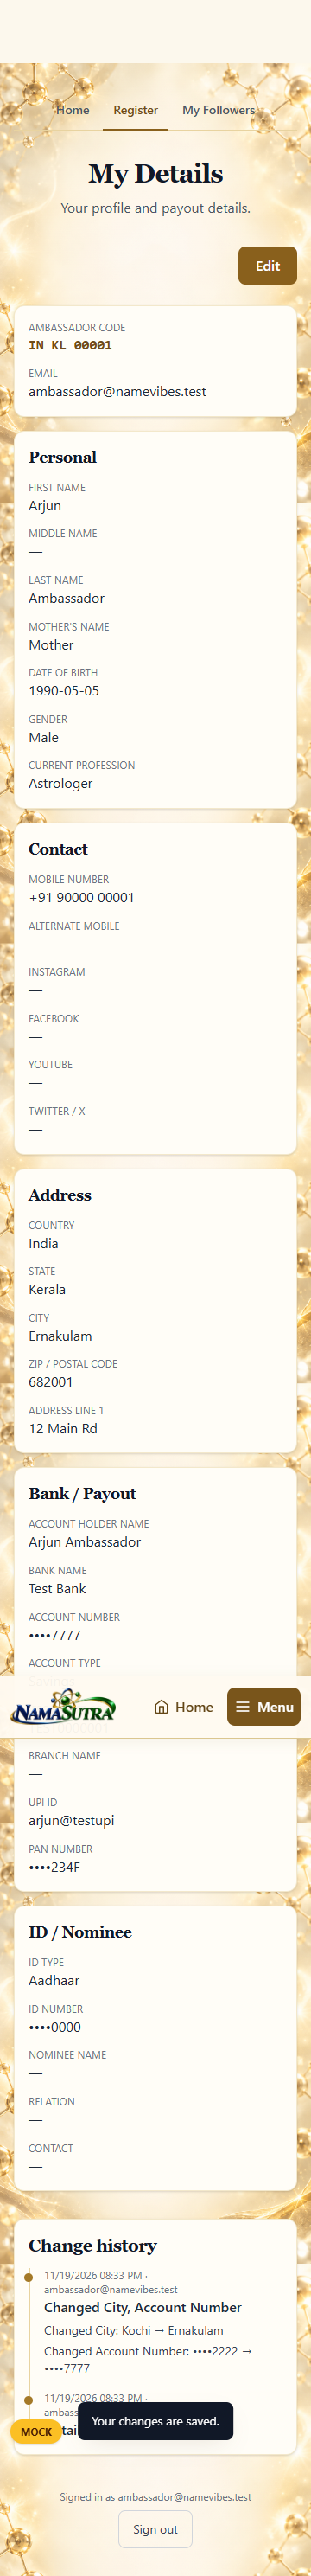 Home Register My Followers
My Details
Your profile and payout details.
Edit
AMBASSADOR CODE
IN KL 00001
EMAIL
ambassador@namevibes.test
Personal
FIRST NAME
Arjun
MIDDLE NAME
—
LAST NAME
Ambassador
MOTHER'S NAME
Mother
DATE OF BIRTH
1990-05-05
GENDER
Male
CURRENT PROFESSION
Astrologer
Contact
MOBILE NUMBER
+91 90000 00001
ALTERNATE MOBILE
—
INSTAGRAM
—
FACEBOOK
—
YOUTUBE
—
TWITTER / X
—
Address
COUNTRY
India
STATE
Kerala
CITY
Ernakulam
ZIP / POSTAL CODE
682001
ADDRESS LINE 1
12 Main Rd
Bank / Payout
ACCOUNT HOLDER NAME
Arjun Ambassador
BANK NAME
Test Bank
ACCOUNT NUMBER
••••7777
ACCOUNT TYPE
NAMASUTRA Home Menu
BRANCH NAME
—
UPI ID
arjun@testupi
PAN NUMBER
••••234F
ID / Nominee
ID TYPE
Aadhaar
ID NUMBER
••••0000
NOMINEE NAME
—
RELATION
—
CONTACT
—
Change history
11/19/2026 08:33 PM ·
ambassador@namevibes.test
Changed City, Account Number
Changed City: Kochi → Ernakulam
Changed Account Number: ••••2222 →
••••7777
11/19/2026 08:33 PM ·
MOCK
Your changes are saved.
Signed in as ambassador@namevibes.test
Sign out